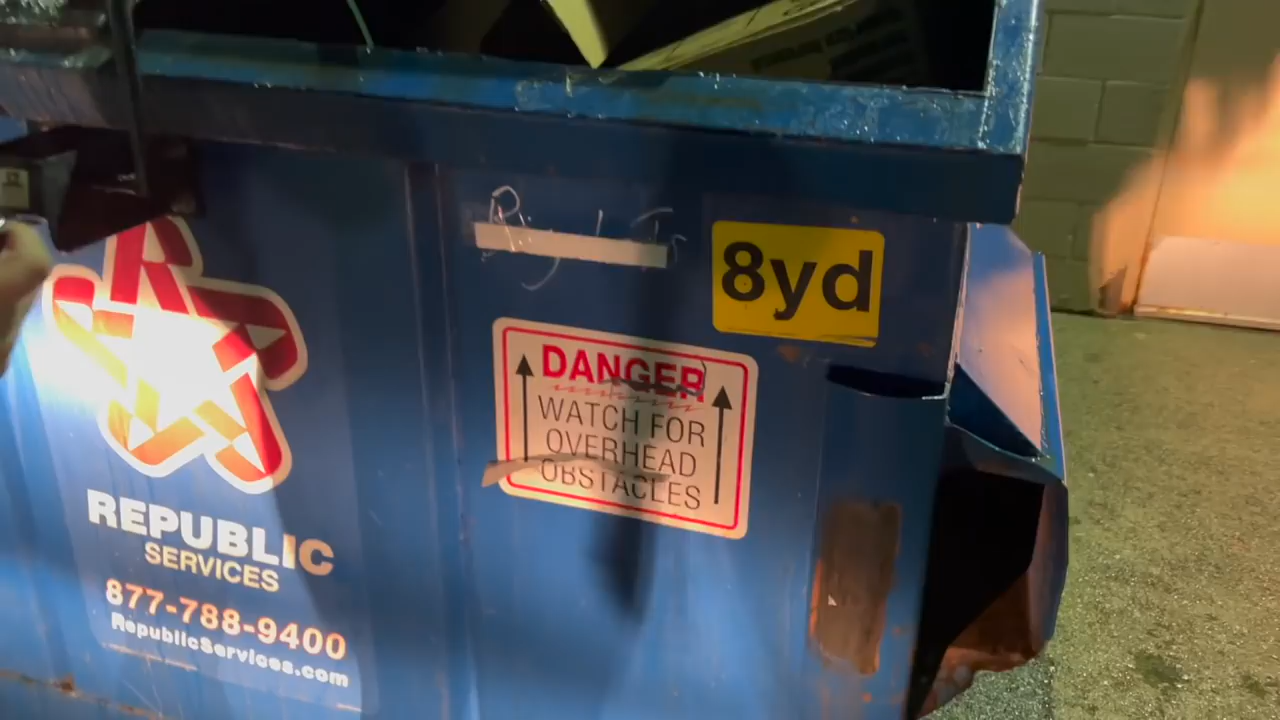 8yd
DANGER
WATCH FOR
OVERHEAD
OBSTACLES
REPUBLIC
SERVICES
877-788-9400
RepublicServices.com